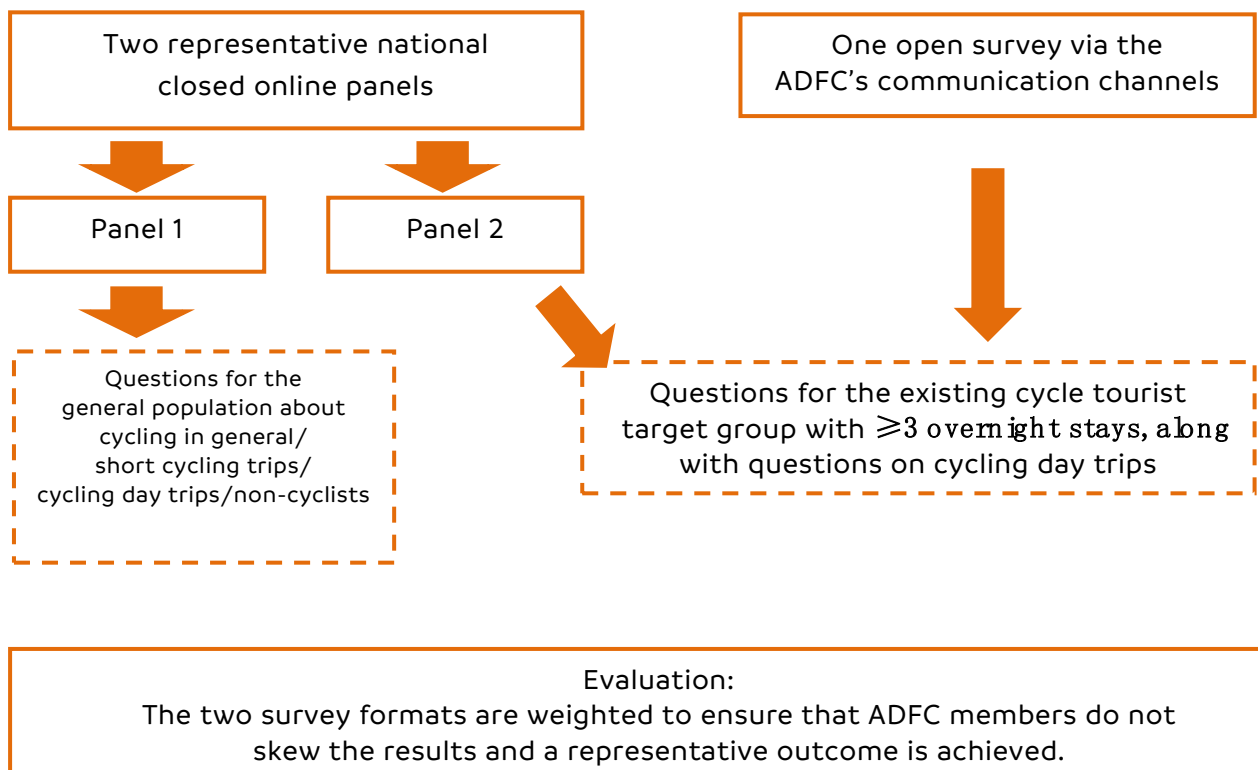 Two representative national
closed online panels
One open survey via the
ADFC’s communication channels
Panel 1
Panel 2
Questions for the
general population about
cycling in general/
short cycling trips/
cycling day trips/non-cyclists
Questions for the existing cycle tourist
target group with ≥3 overnight stays, along
with questions on cycling day trips
Evaluation:
The two survey formats are weighted to ensure that ADFC members do not
skew the results and a representative outcome is achieved.